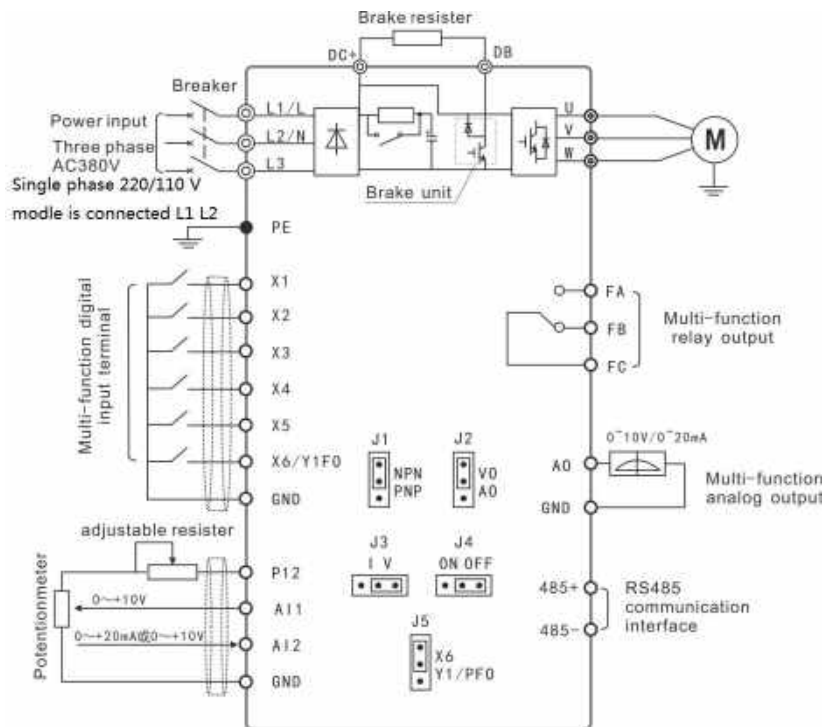 Brake resister
DC+
DB
Breaker
Power input
Three phase
AC380V
Single phase 220/110 V
modle is connected L1 L2
L1/L
L2/N
L3
PE
U
V
W
M
Brake unit
Multi-function digital
input terminal
X1
X2
X3
X4
X5
X6/Y1FO
GND
FA
FB
FC
Multi-function
relay output
J1
NPN
PNP
J2
VO
AO
0~10V/0~20mA
AO
GND
Multi-function
analog output
adjustable resister
Potentionmeter
0~+10V
0~+20mA或0~+10V
P12
AI1
AI2
GND
J3
I V
J4
ON OFF
J5
X6
Y1/PFO
485+
485-
RS485
communication
interface